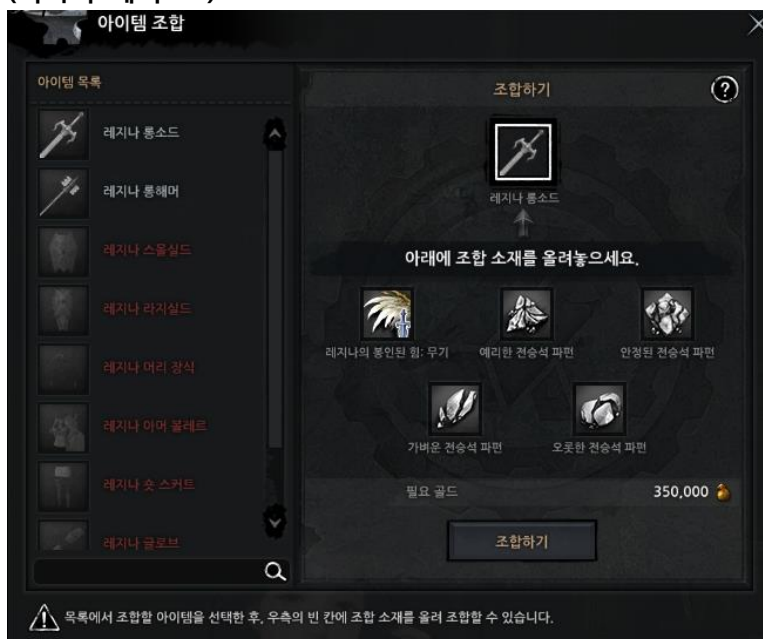 아이템 조합
아이템 목록
레지나 롱소드
레지나 롱해머
레지나 스몰실드
레지나 라지실드
레지나 머리 장식
레지나 아머 볼레르
레지나 숏 스커트
레지나 글로브
조합하기
?
레지나 롱소드
아래에 조합 소재를 올려놓으세요.
레지나의 봉인된 힘: 무기
예리한 전승석 파편
안정된 전승석 파편
가벼운 전승석 파편
오롯한 전승석 파편
필요 골드
350,000
조합하기
목록에서 조합할 아이템을 선택한 후, 우측의 빈 칸에 조합 소재를 올려 조합할 수 있습니다.